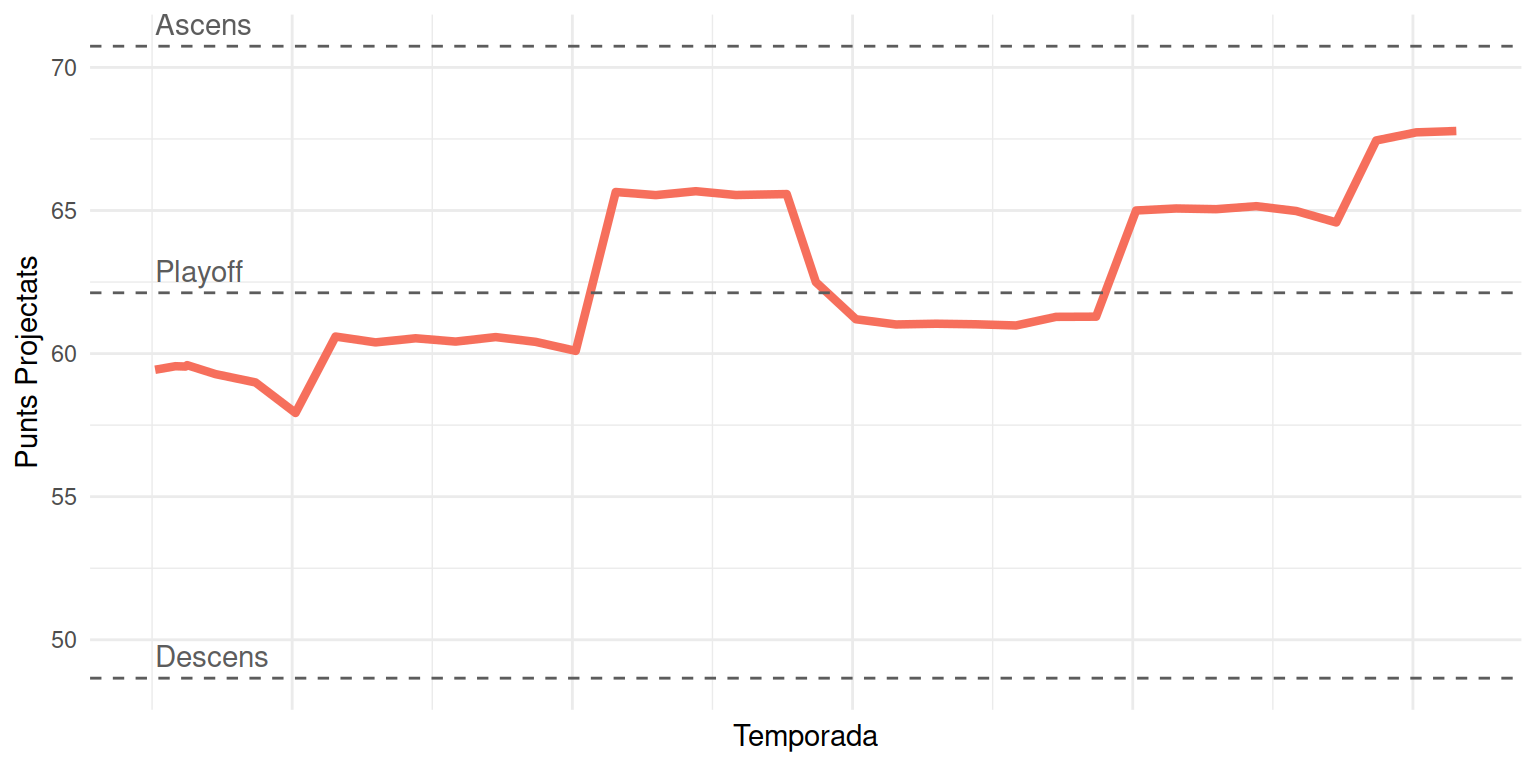 Ascens
70
65
Playoff
60
55
50
Descens
Punts Projectats
Temporada